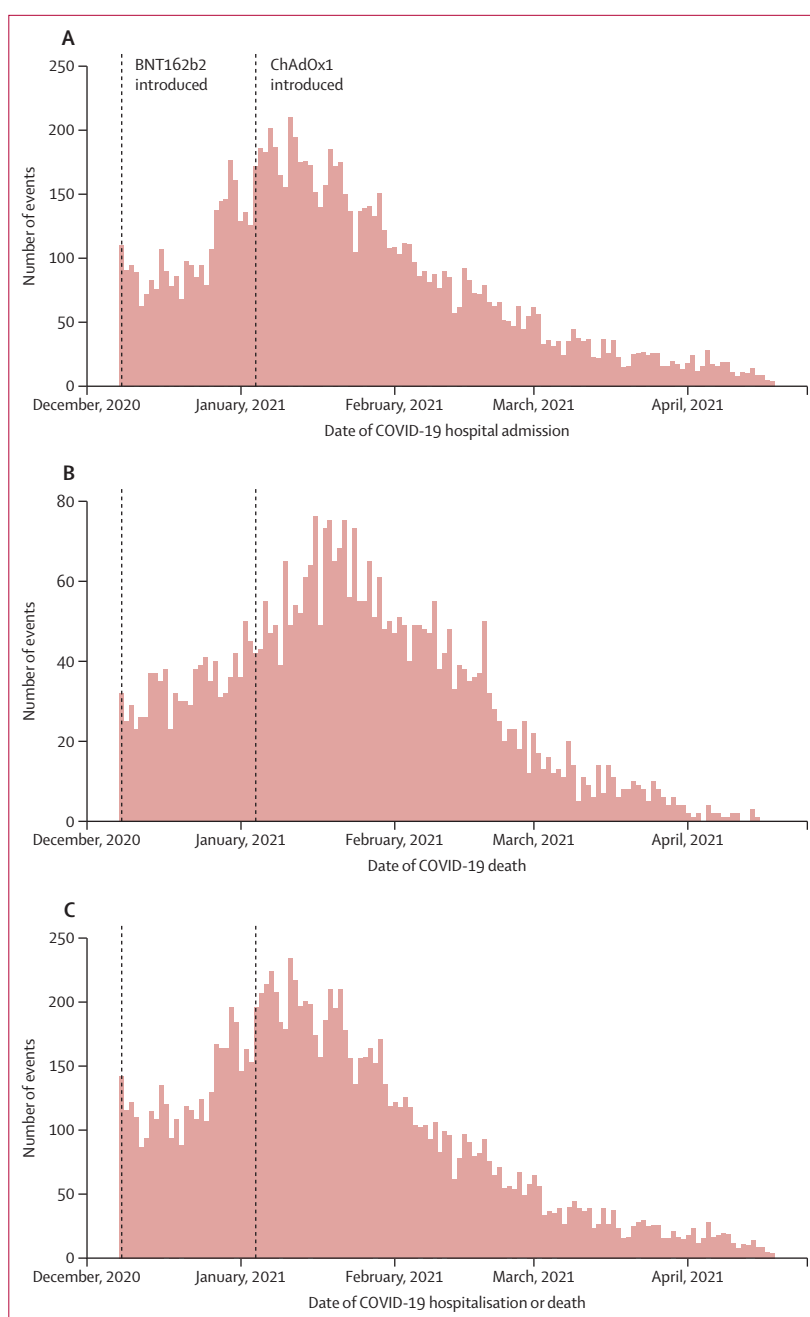 A
BNT162b2
introduced
ChAdOx1
introduced
250
200
150
100
50
0
Number of events
December, 2020
January, 2021
February, 2021
March, 2021
April, 2021
Date of COVID-19 hospital admission
B
80
60
40
20
0
Number of events
December, 2020
January, 2021
February, 2021
March, 2021
April, 2021
Date of COVID-19 death
C
250
200
150
100
50
0
Number of events
December, 2020
January, 2021
February, 2021
March, 2021
April, 2021
Date of COVID-19 hospitalisation or death